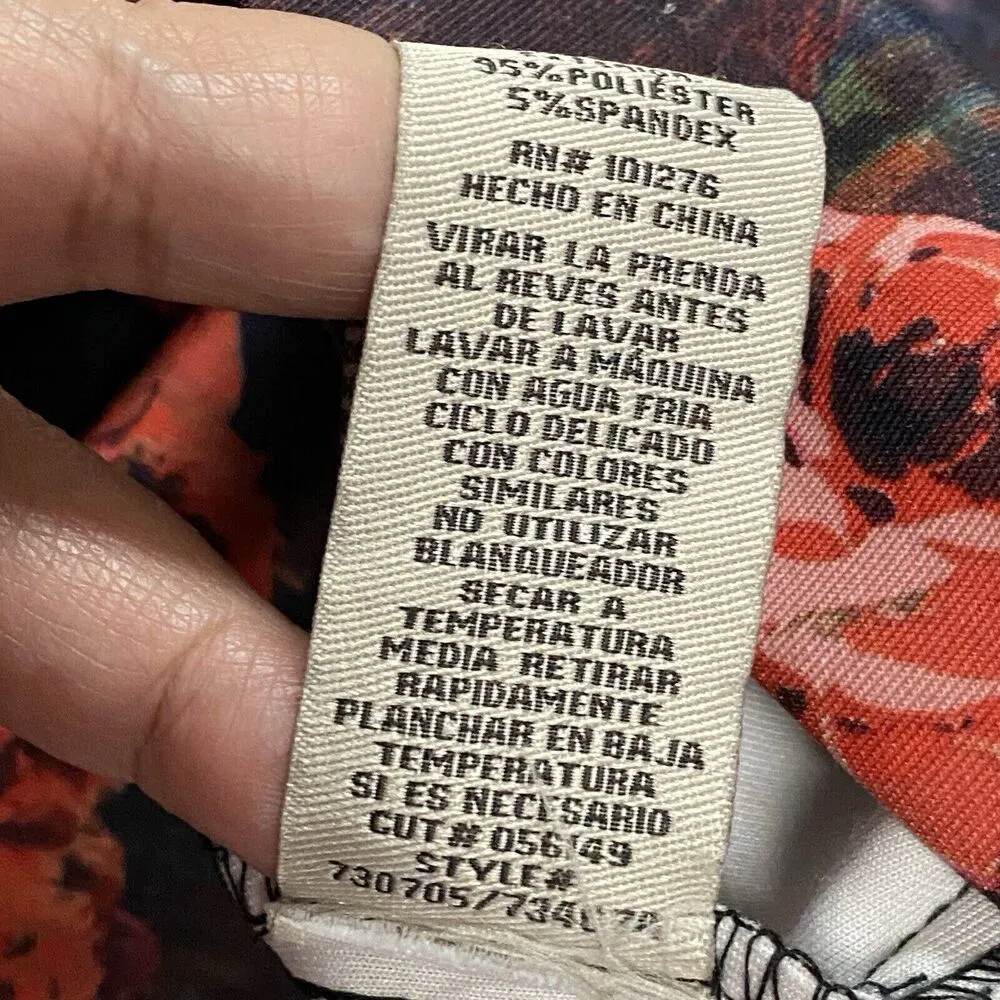 95%POLIÉSTER
5%SPANDEX
RN# 101276
HECHO EN CHINA
VIRAR LA PRENDA
AL REVES ANTES
DE LAVAR
LAVAR A MÁQUINA
CON AGUA FRIA
CICLO DELICADO
CON COLORES
SIMILARES
NO UTILIZAR
BLANQUEADOR
SECAR A
TEMPERATURA
MEDIA RETIRAR
RAPIDAMENTE
PLANCHAR EN BAJA
TEMPERATURA
SI ES NECESARIO
CUT#
STYLE#